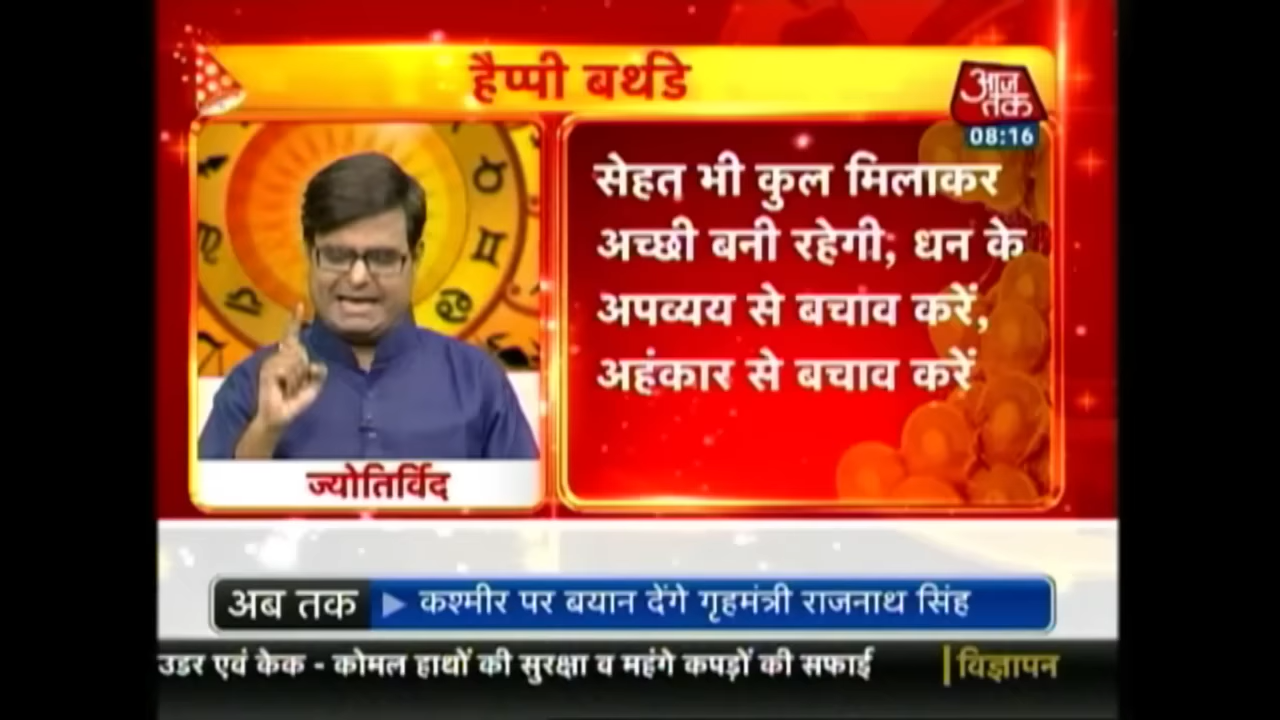 हैप्पी बर्थडे
आज
तक
08:16
सेहत भी कुल मिलाकर
अच्छी बनी रहेगी, धन के
अपव्यय से बचाव करें,
अहंकार से बचाव करें
ज्योतिर्विद
अब तक कश्मीर पर बयान देंगे गृहमंत्री राजनाथ सिंह
उडर एवं केक - कोमल हाथों की सुरक्षा व महंगे कपड़ों की सफाई विज्ञापन